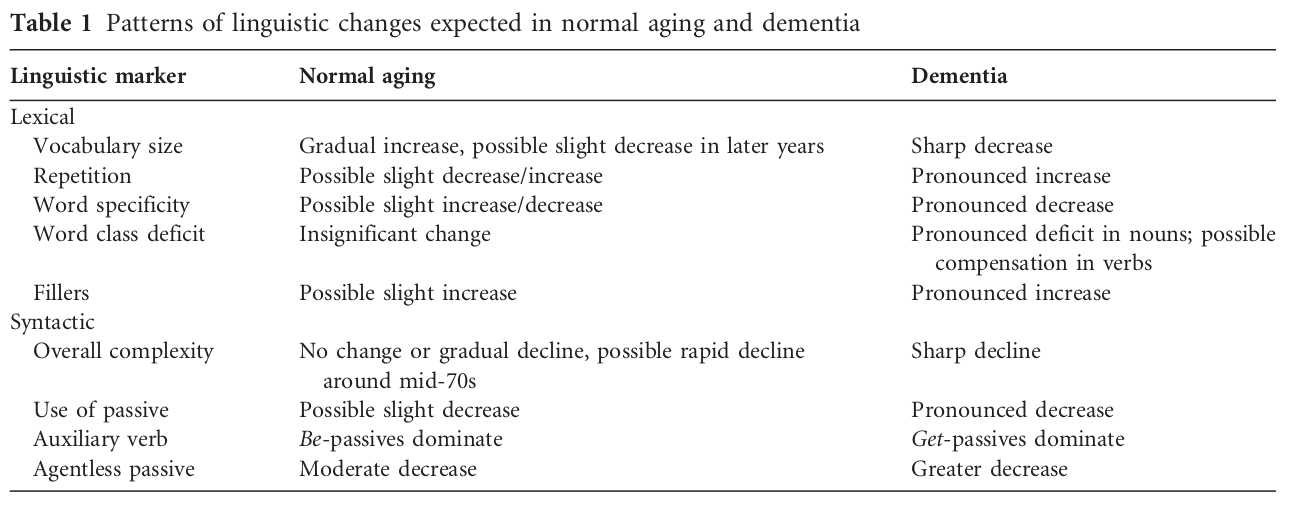 Table 1 Patterns of linguistic changes expected in normal aging and dementia
Linguistic marker Normal aging Dementia
Lexical
Vocabulary size Gradual increase, possible slight decrease in later years Sharp decrease
Repetition Possible slight decrease/increase Pronounced increase
Word specificity Possible slight increase/decrease Pronounced decrease
Word class deficit Insignificant change Pronounced deficit in nouns; possible
compensation in verbs
Fillers Possible slight increase Pronounced increase
Syntactic
Overall complexity No change or gradual decline, possible rapid decline Sharp decline
around mid-70s
Use of passive Possible slight decrease Pronounced decrease
Auxiliary verb Be-passives dominate Get-passives dominate
Agentless passive Moderate decrease Greater decrease